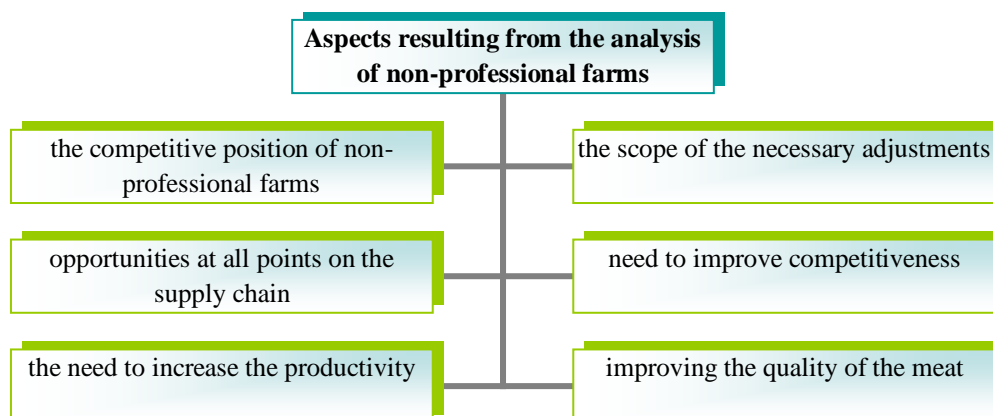 Aspects resulting from the analysis
of non-professional farms
the competitive position of non-
professional farms
the scope of the necessary adjustments
opportunities at all points on the
supply chain
need to improve competitiveness
the need to increase the productivity
improving the quality of the meat